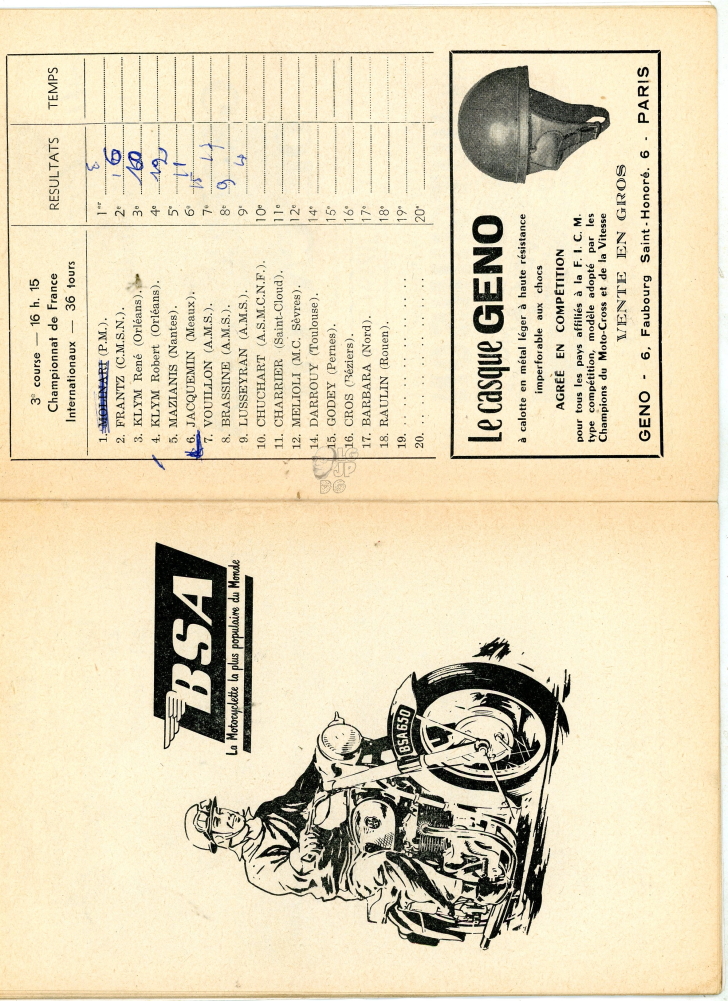 3e course — 16 h. 15
Championnat de France
Internationaux — 36 tours
RESULTATS TEMPS
1. MOLINARI (P.M.).
2. FRANTZ (C.M.S.N.).
3. KLYM René (Orléans).
4. KLYM Robert (Orléans).
5. MAZIANIS (Nantes).
6. JACQUEMIN (Meaux).
7. VOUILLON (A.M.S.).
8. BRASSINE (A.M.S.).
9. LUSSEYRAN (A.M.S.).
10. CHUCHART (A.S.M.C.N.F.).
11. CHARRIER (Saint-Cloud).
12. MELIOLI (M.C. Sèvres).
14. DARROUY (Toulouse).
15. GODEY (Pernes).
16. CROS (Béziers).
17. BARBARA (Nord).
18. RAULIN (Rouen).
19. .. .. .. .. .. .. ..
20. .. .. .. .. .. .. ..
1er 3
2e 6
3e
4e
5e 11
6e
7e 17
8e 9
9e 4
10e
11e
12e
14e
15e
16e
17e
18e
19e
20e
Le casque GENO
à calotte en métal léger à haute résistance
imperforable aux chocs
AGRÉÉ EN COMPÉTITION
pour tous les pays affiliés à la F. I. C. M.
type compétition, modèle adopté par les
Champions du Moto-Cross et de la Vitesse
VENTE EN GROS
GENO - 6, Faubourg Saint-Honoré, 6 - PARIS
BSA
La Motocyclette la plus populaire du Monde
BSA 650